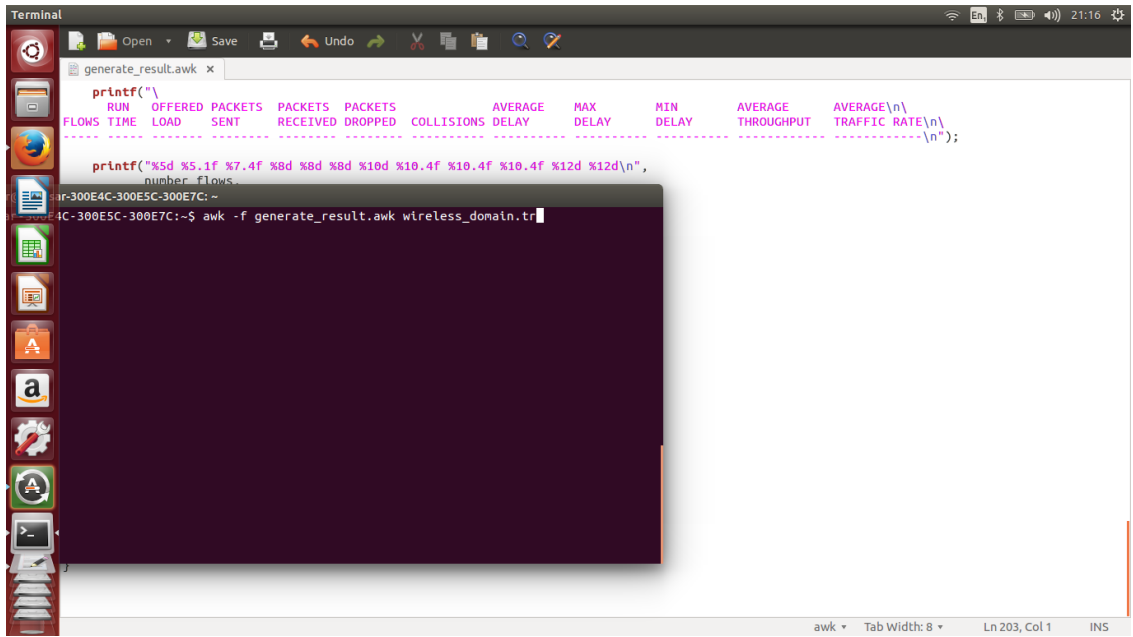 Terminal
En
21:16
Open
Save
Undo
generate_result.awk ×
printf("\
RUN OFFERED PACKETS PACKETS PACKETS AVERAGE MAX MIN AVERAGE AVERAGE\n\
FLOWS TIME LOAD SENT RECEIVED DROPPED COLLISIONS DELAY DELAY DELAY THROUGHPUT TRAFFIC RATE\n\
----- ----- ------- -------- -------- -------- ---------- ---------- ---------- ---------- ------------ ------------\n");
printf("%5d %5.1f %7.4f %8d %8d %8d %10d %10.4f %10.4f %10.4f %12d %12d\n",
number_flows,
ar-300E4C-300E5C-300E7C: ~
4C-300E5C-300E7C:~$ awk -f generate_result.awk wireless_domain.tr
}
a
>_
awk
Tab Width: 8
Ln 203, Col 1
INS